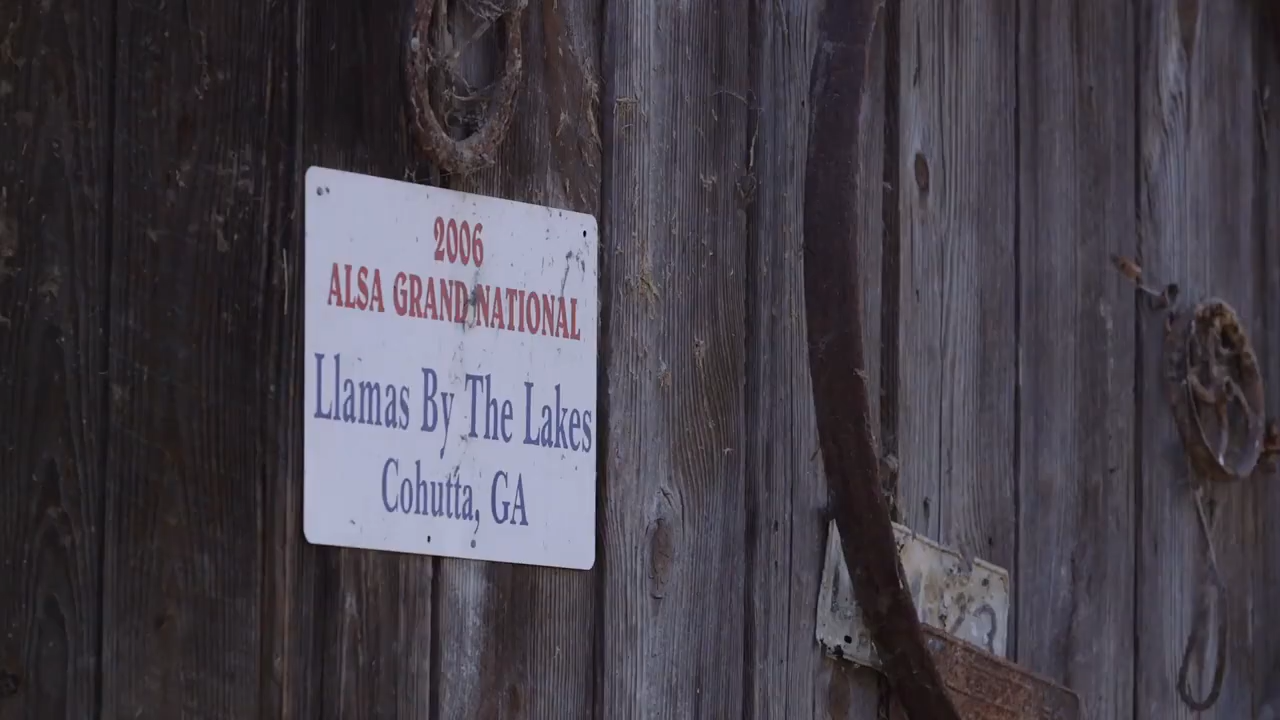 2006
ALSA GRAND NATIONAL
Llamas By The Lakes
Cohutta, GA